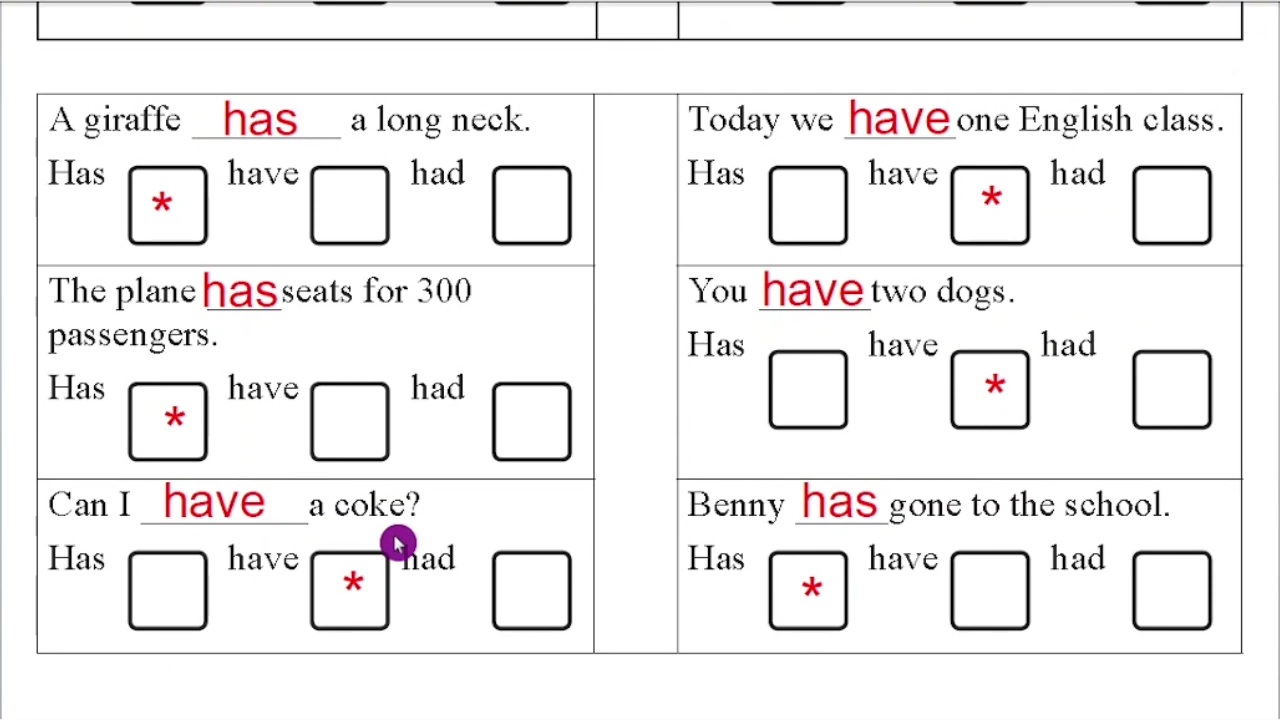 A giraffe has a long neck.
Has * have had
The plane has seats for 300
passengers.
Has * have had
Can I have a coke?
Has have * had
Today we have one English class.
Has have * had
You have two dogs.
Has have * had
Benny has gone to the school.
Has * have had